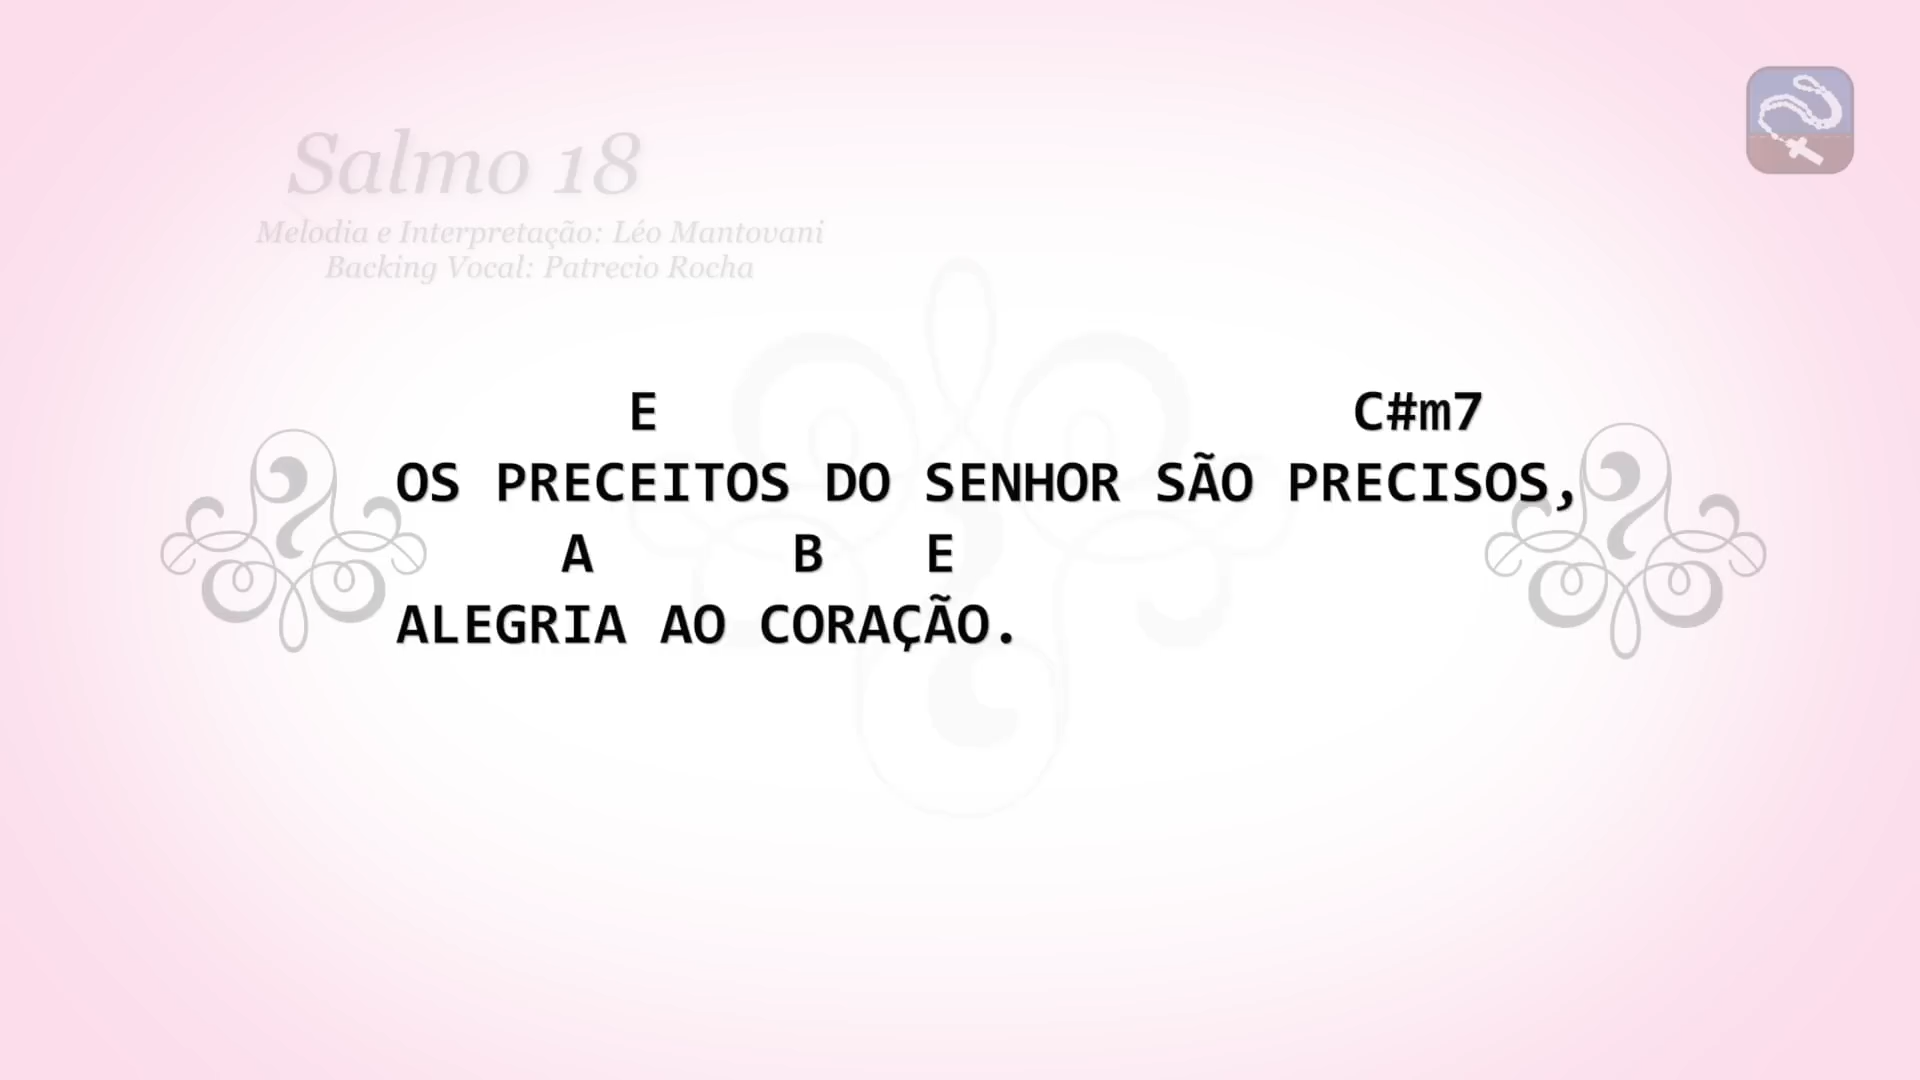 Salmo 18
Melodia e Interpretação: Léo Mantovani
Backing Vocal: Patrecio Rocha
E C#m7
OS PRECEITOS DO SENHOR SÃO PRECISOS,
A B E
ALEGRIA AO CORAÇÃO.